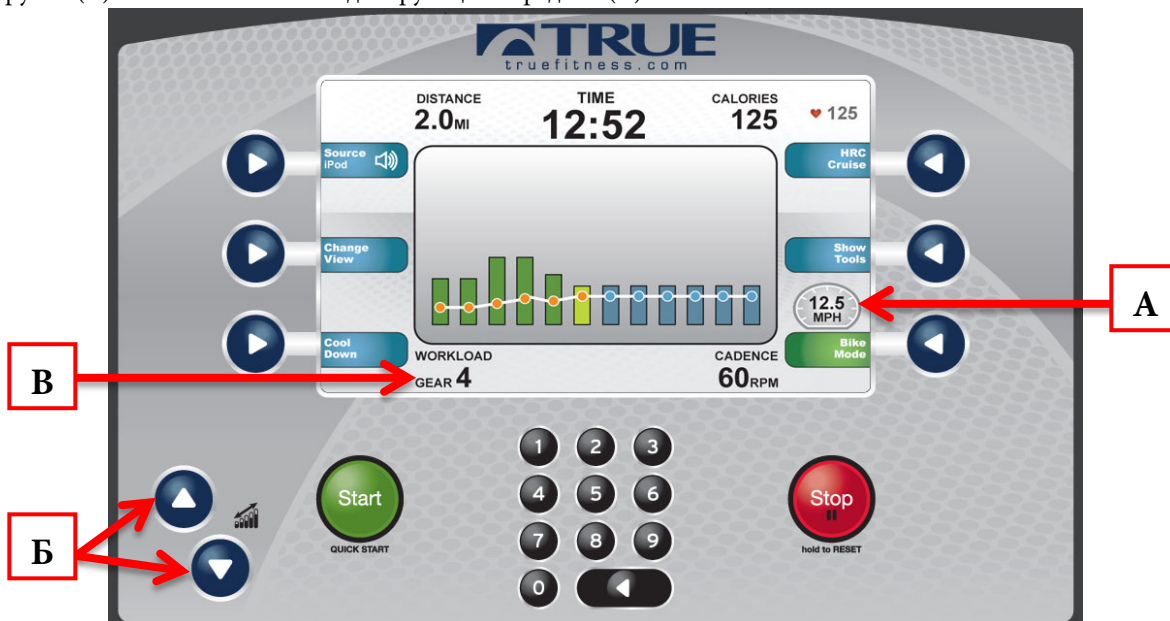 TRUE
truefitness.com
DISTANCE
2.0MI
TIME
12:52
CALORIES
125
125
Source
iPod
HRC
Cruise
Change
View
Show
Tools
12.5
MPH
А
Cool
Down
Bike
Mode
WORKLOAD
GEAR 4
CADENCE
60RPM
В
1 2 3
4 5 6
7 8 9
0
Start
QUICK START
Stop
hold to RESET
Б